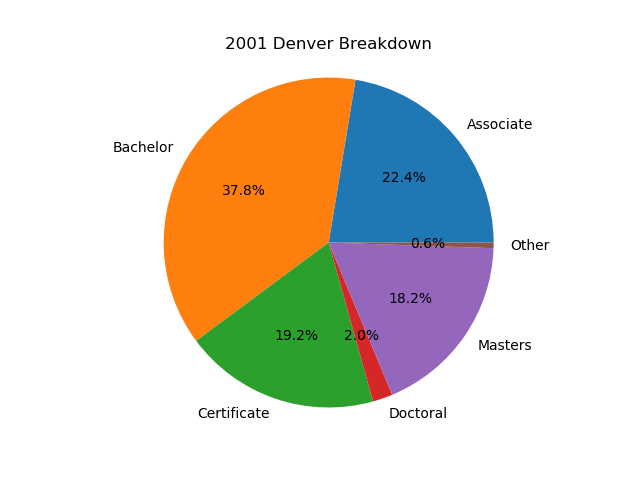 2001 Denver Breakdown
Associate
22.4%
Bachelor
37.8%
Certificate
19.2%
Doctoral
2.0%
Masters
18.2%
Other
0.6%